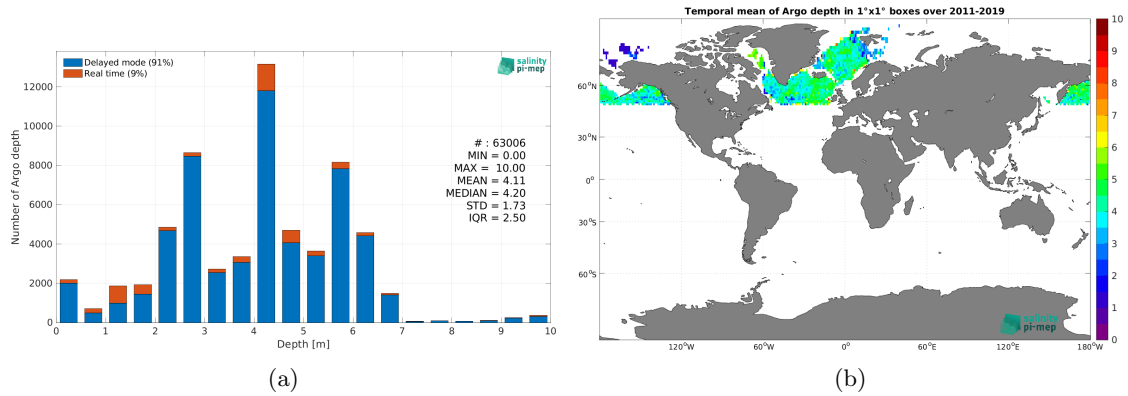 Delayed mode (91%)
Real time (9%)
salinity
pi-mep
Number of Argo depth
12000
10000
8000
6000
4000
2000
0
# : 63006
MIN = 0.00
MAX = 10.00
MEAN = 4.11
MEDIAN = 4.20
STD = 1.73
IQR = 2.50
0 1 2 3 4 5 6 7 8 9 10
Depth [m]
(a)
Temporal mean of Argo depth in 1°x1° boxes over 2011-2019
60°N
30°N
0°
30°S
60°S
120°W 60°W 0° 60°E 120°E 180°W
salinity
pi-mep
10
9
8
7
6
5
4
3
2
1
0
(b)